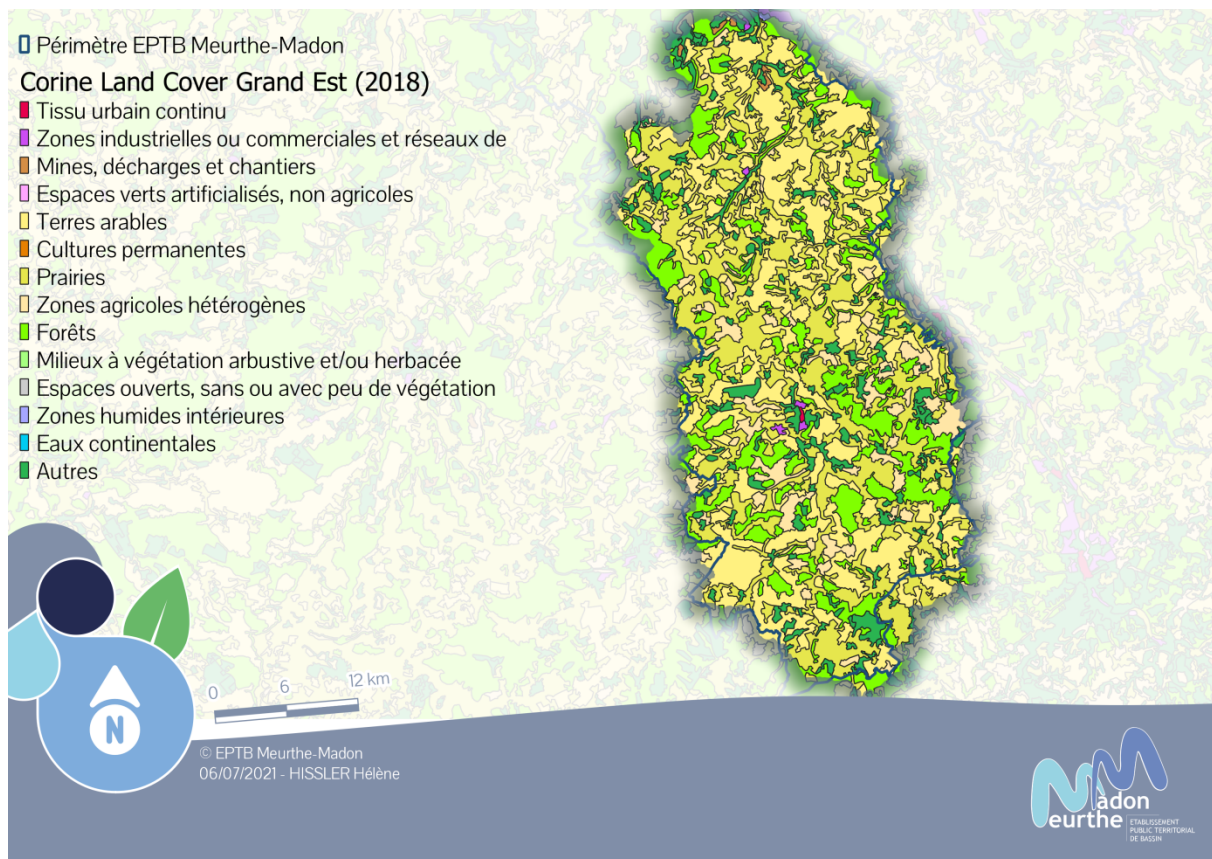 Périmètre EPTB Meurthe-Madon
Corine Land Cover Grand Est (2018)
Tissu urbain continu
Zones industrielles ou commerciales et réseaux de
Mines, décharges et chantiers
Espaces verts artificialisés, non agricoles
Terres arables
Cultures permanentes
Prairies
Zones agricoles hétérogènes
Forêts
Milieux à végétation arbustive et/ou herbacée
Espaces ouverts, sans ou avec peu de végétation
Zones humides intérieures
Eaux continentales
Autres
0 6 12 km
N
© EPTB Meurthe-Madon
06/07/2021 - HISSLER Hélène
Madon
Meurthe
ETABLISSEMENT
PUBLIC TERRITORIAL
DE BASSIN